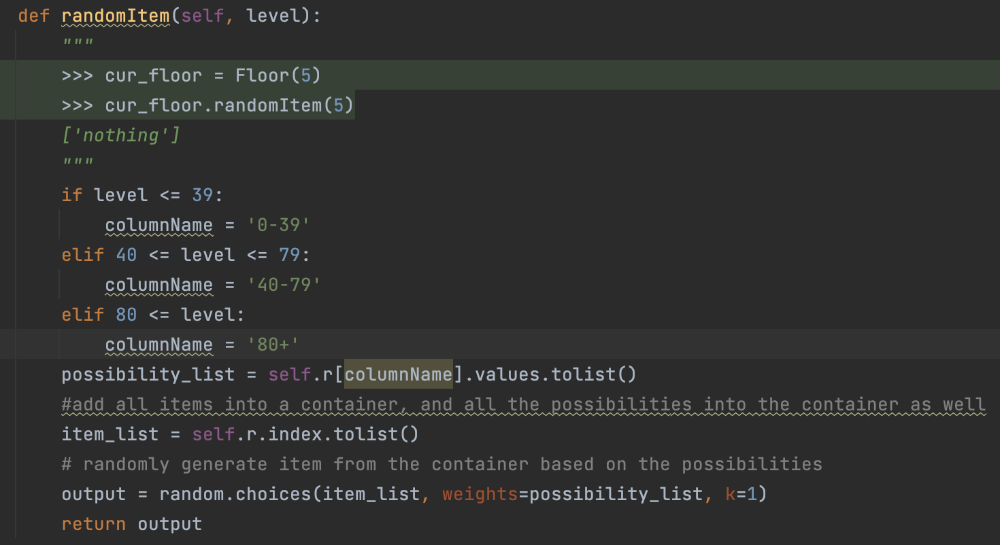 def randomItem(self, level):
"""
>>> cur_floor = Floor(5)
>>> cur_floor.randomItem(5)
['nothing']
"""
if level <= 39:
columnName = '0-39'
elif 40 <= level <= 79:
columnName = '40-79'
elif 80 <= level:
columnName = '80+'
possibility_list = self.r[columnName].values.tolist()
#add all items into a container, and all the possibilities into the container as well
item_list = self.r.index.tolist()
# randomly generate item from the container based on the possibilities
output = random.choices(item_list, weights=possibility_list, k=1)
return output